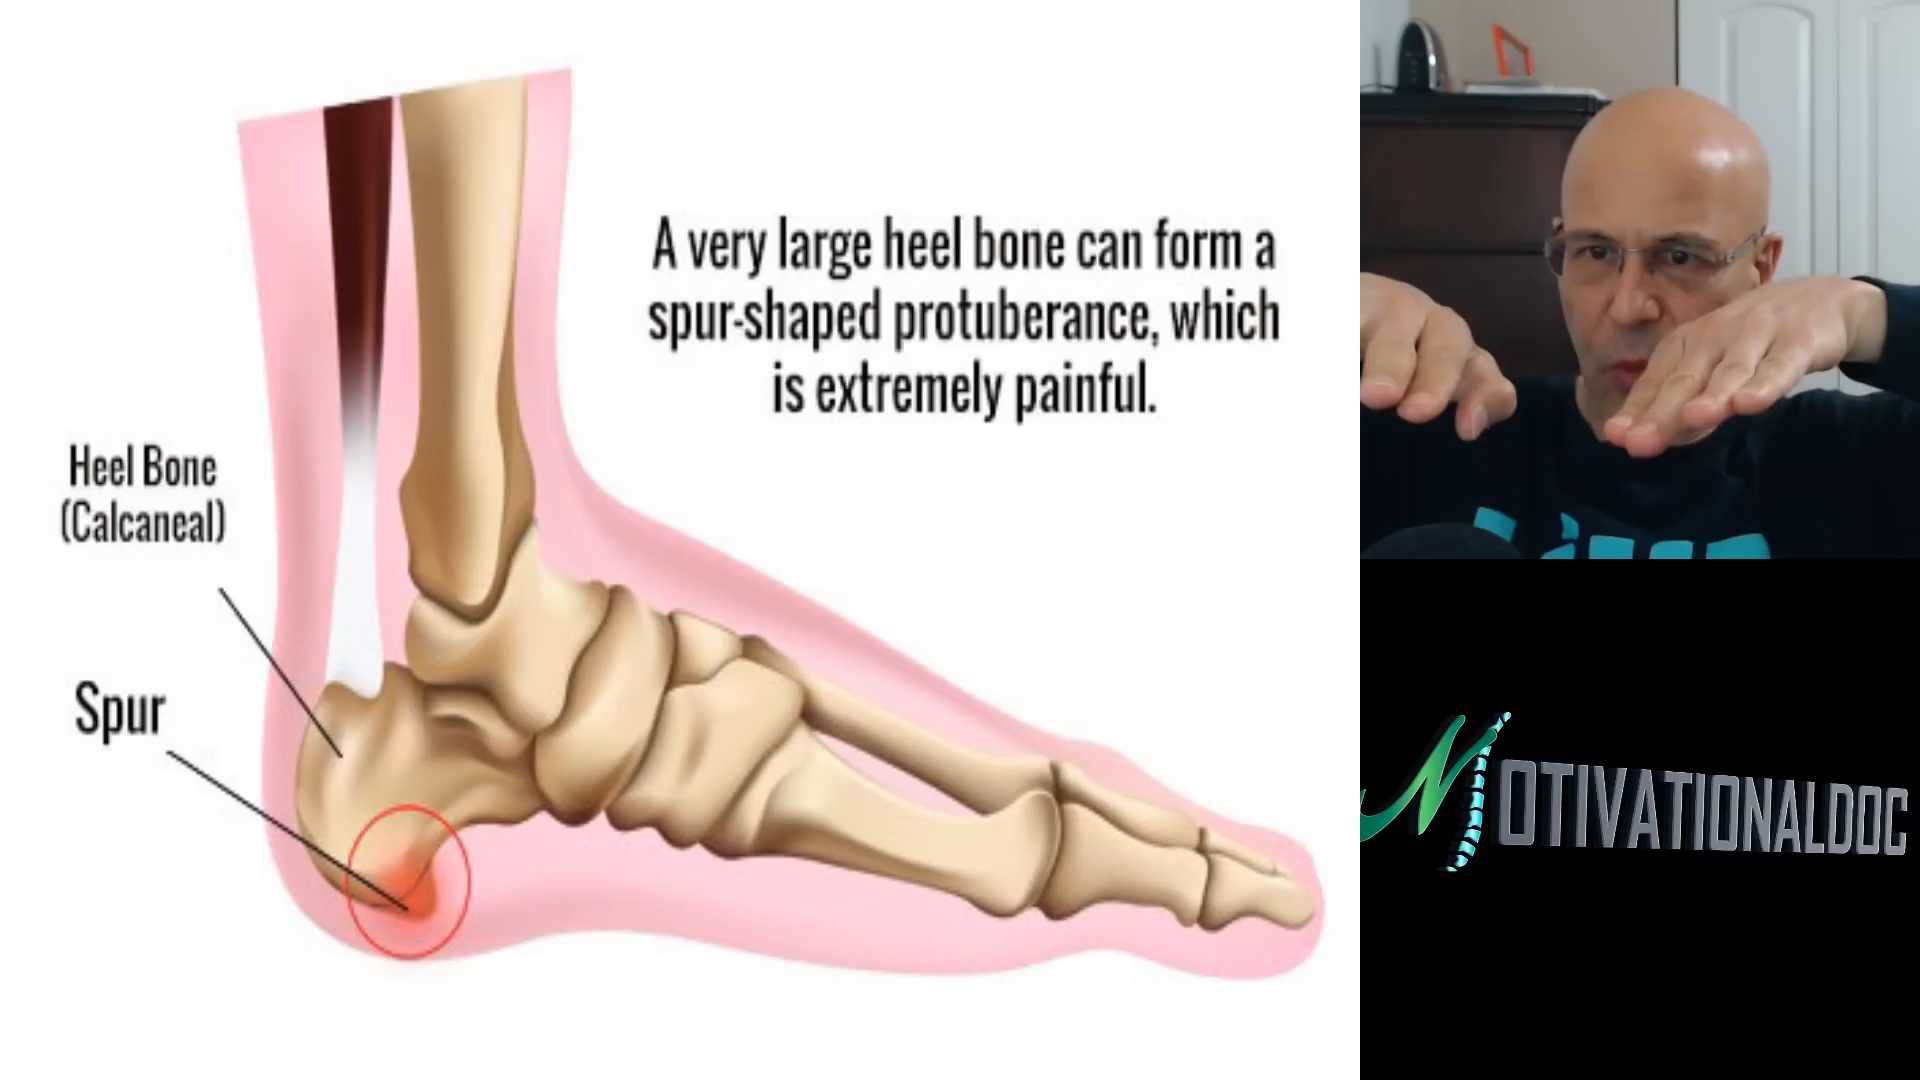 A very large heel bone can form a
spur-shaped protuberance, which
is extremely painful.
Heel Bone
(Calcaneal)
Spur
MOTIVATIONALDOC